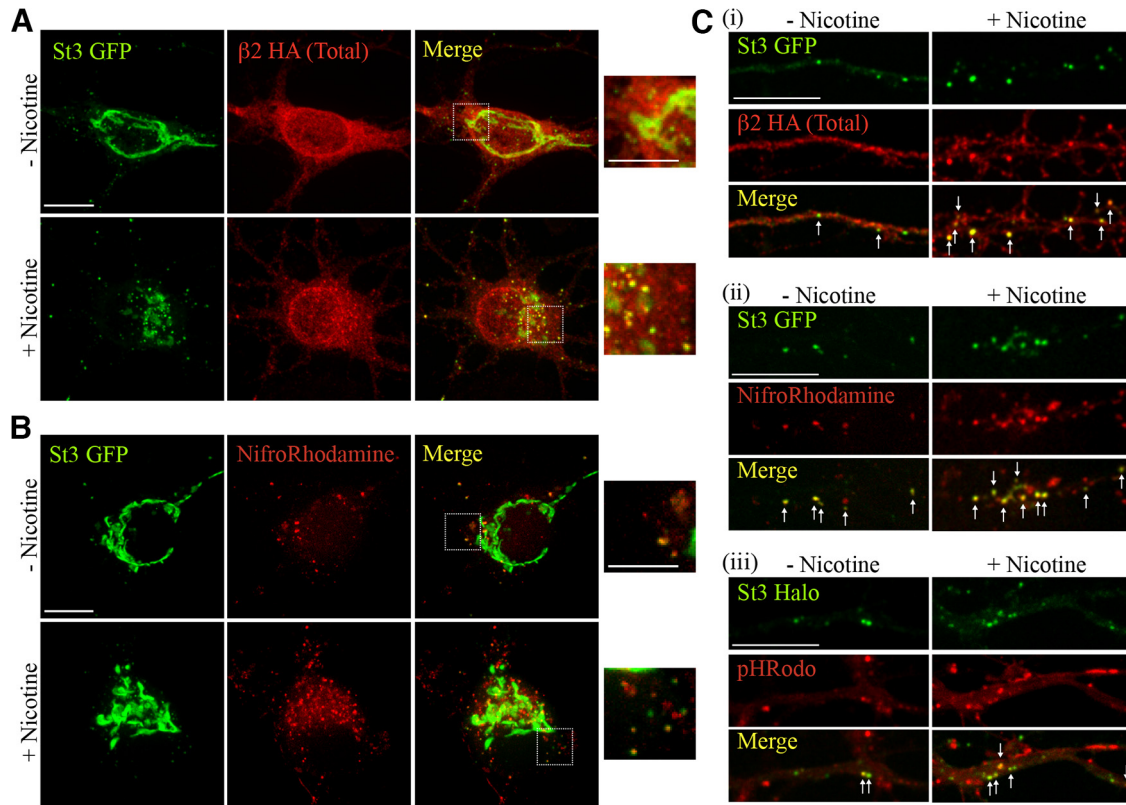 A
St3 GFP
β2 HA (Total)
Merge
- Nicotine
+ Nicotine
B
St3 GFP
NifroRhodamine
Merge
- Nicotine
+ Nicotine
C
(i)
- Nicotine
+ Nicotine
St3 GFP
β2 HA (Total)
Merge
(ii)
- Nicotine
+ Nicotine
St3 GFP
NifroRhodamine
Merge
(iii)
- Nicotine
+ Nicotine
St3 Halo
pHRodo
Merge